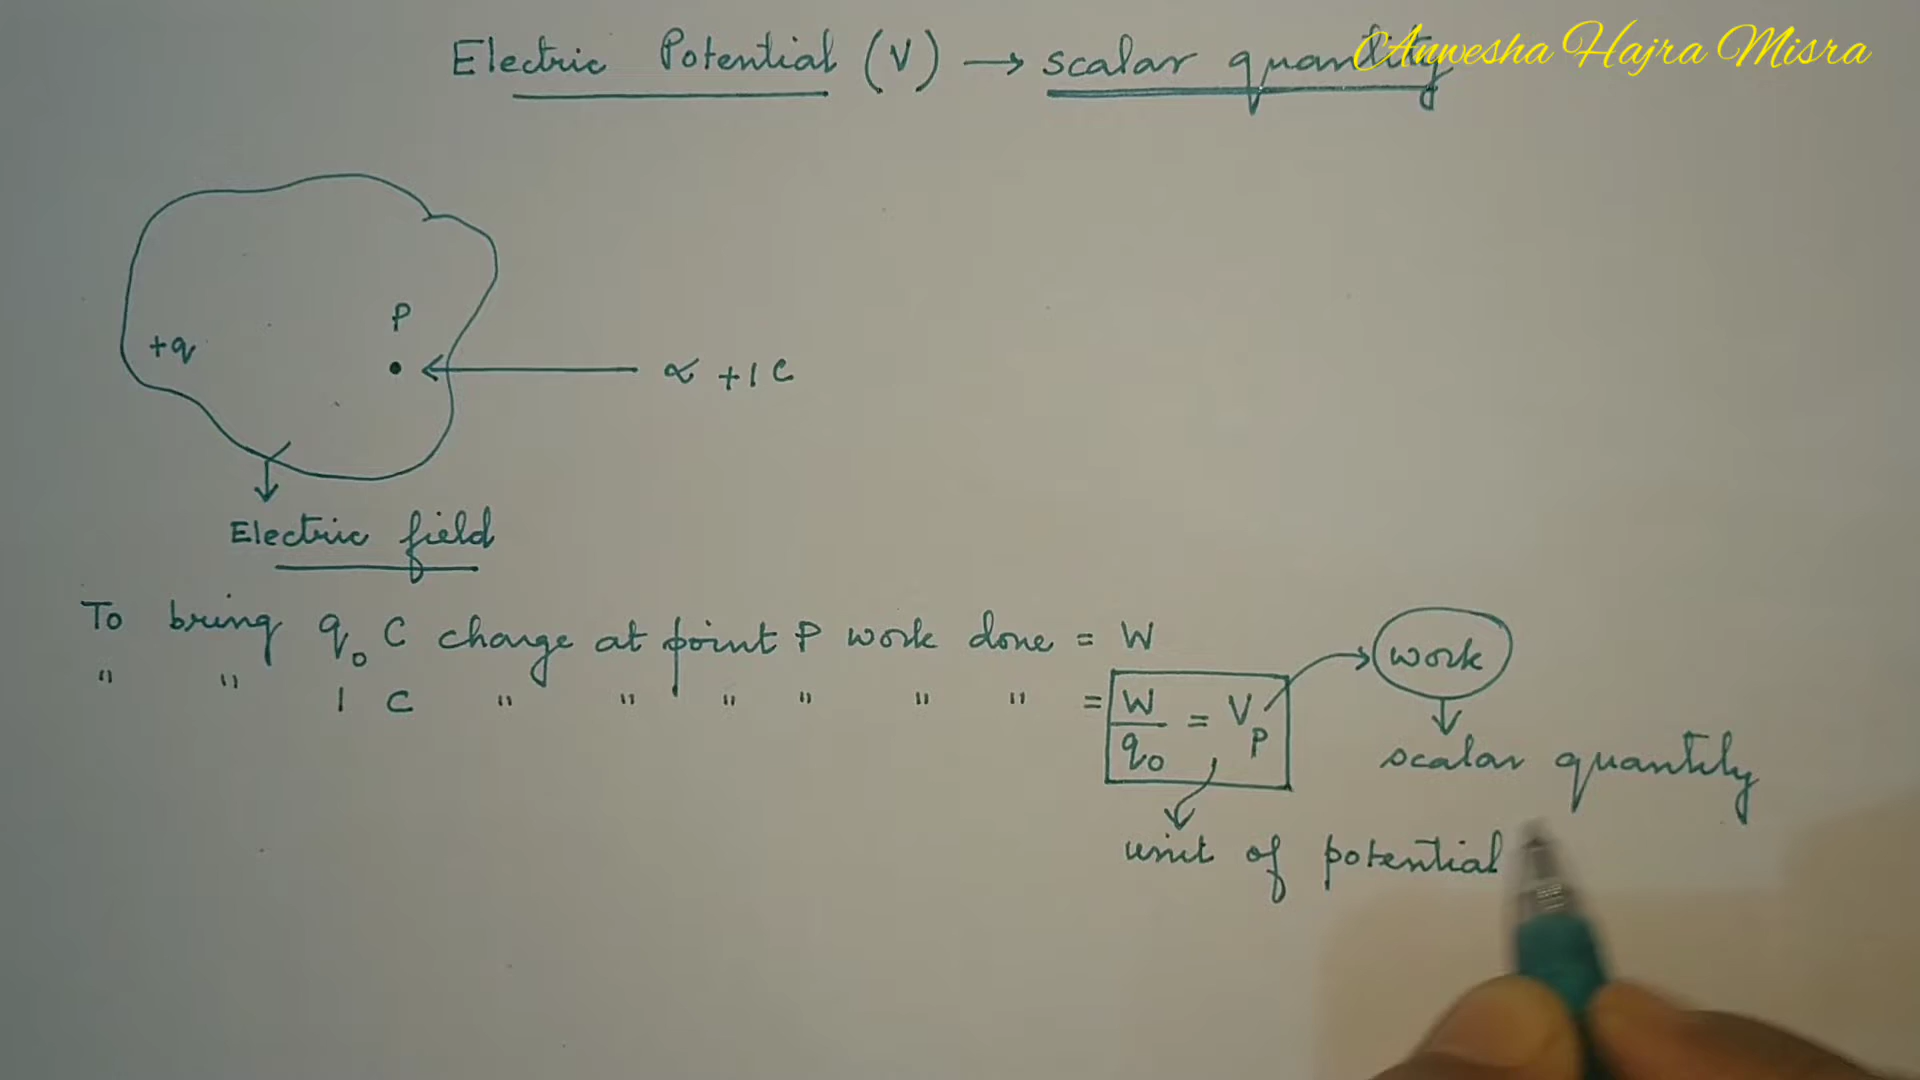 Electric Potential (V) → scalar quantity
Anwesha Hajra Misra
P
+q
∝ +1 C
Electric field
To bring q₀ C charge at point P work done = W
" " 1 C " " " " " " = W/q₀ = V_P
work
scalar quantity
unit of potential